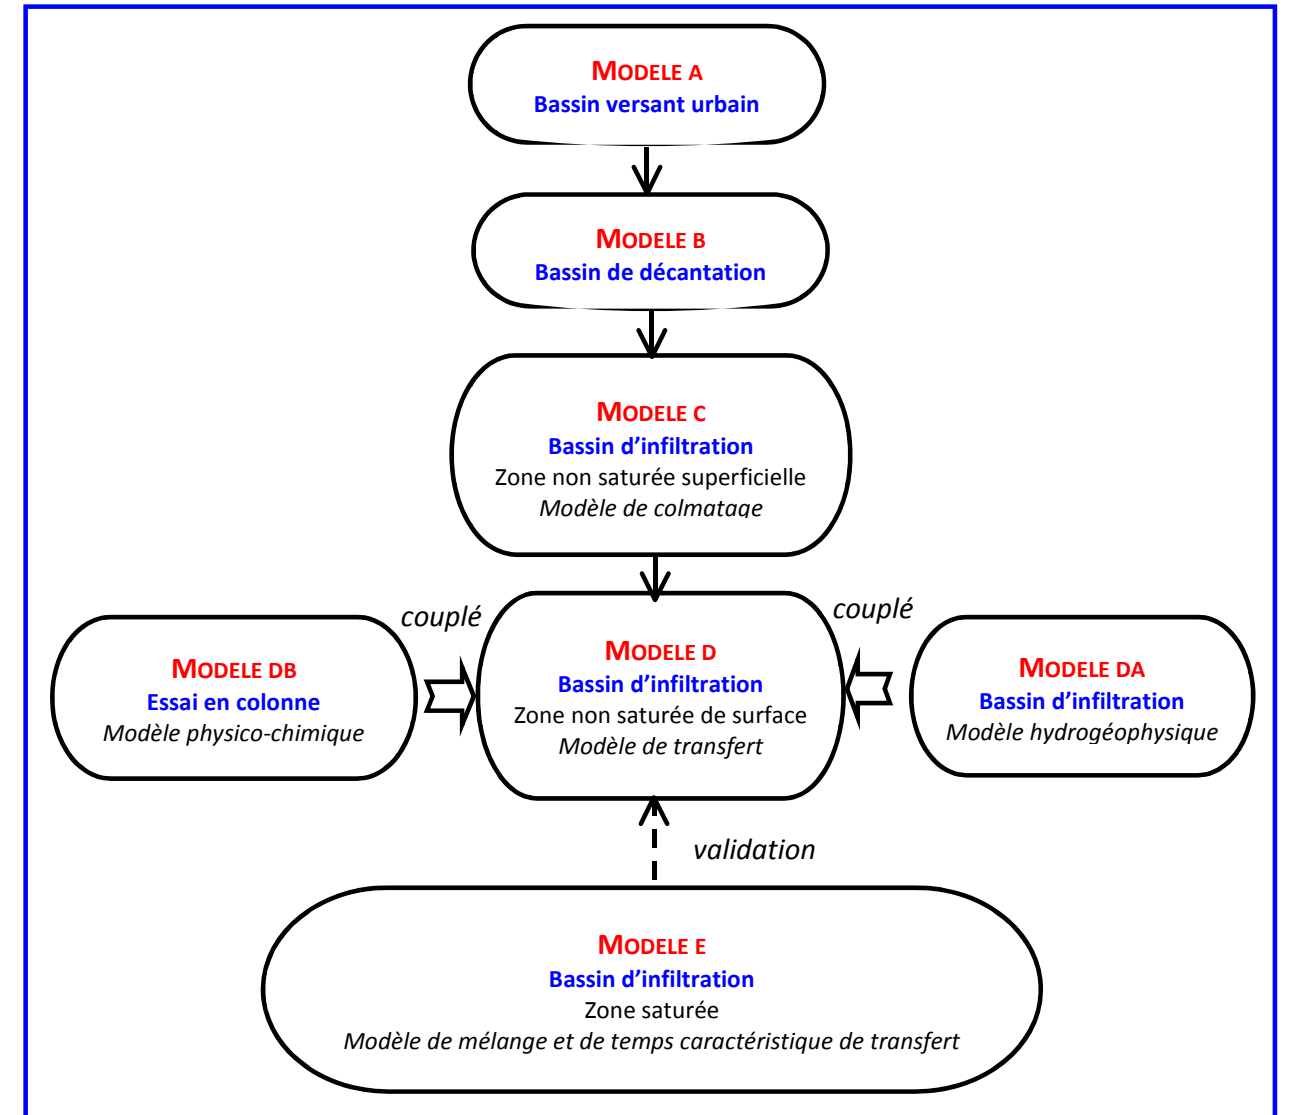 MODELE A
Bassin versant urbain
MODELE B
Bassin de décantation
MODELE C
Bassin d’infiltration
Zone non saturée superficielle
Modèle de colmatage
couplé
couplé
MODELE DB
Essai en colonne
Modèle physico-chimique
MODELE D
Bassin d’infiltration
Zone non saturée de surface
Modèle de transfert
MODELE DA
Bassin d’infiltration
Modèle hydrogéophysique
validation
MODELE E
Bassin d’infiltration
Zone saturée
Modèle de mélange et de temps caractéristique de transfert